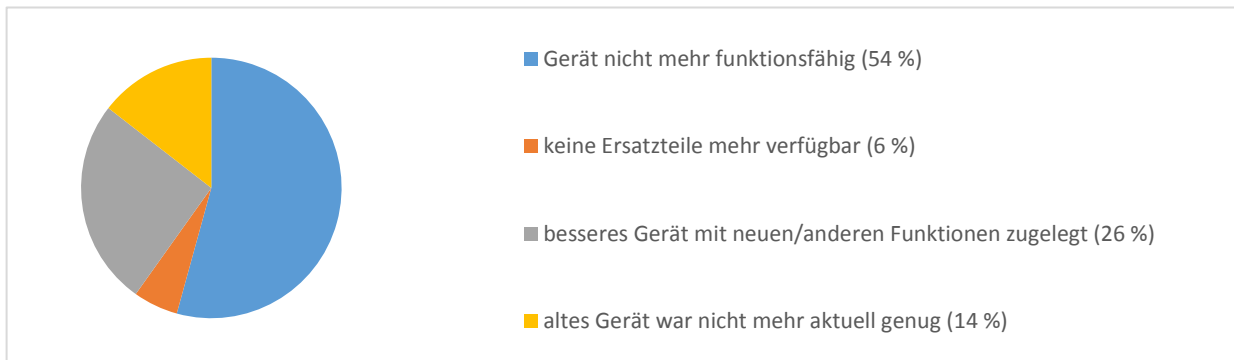 Gerät nicht mehr funktionsfähig (54 %)
keine Ersatzteile mehr verfügbar (6 %)
besseres Gerät mit neuen/anderen Funktionen zugelegt (26 %)
altes Gerät war nicht mehr aktuell genug (14 %)